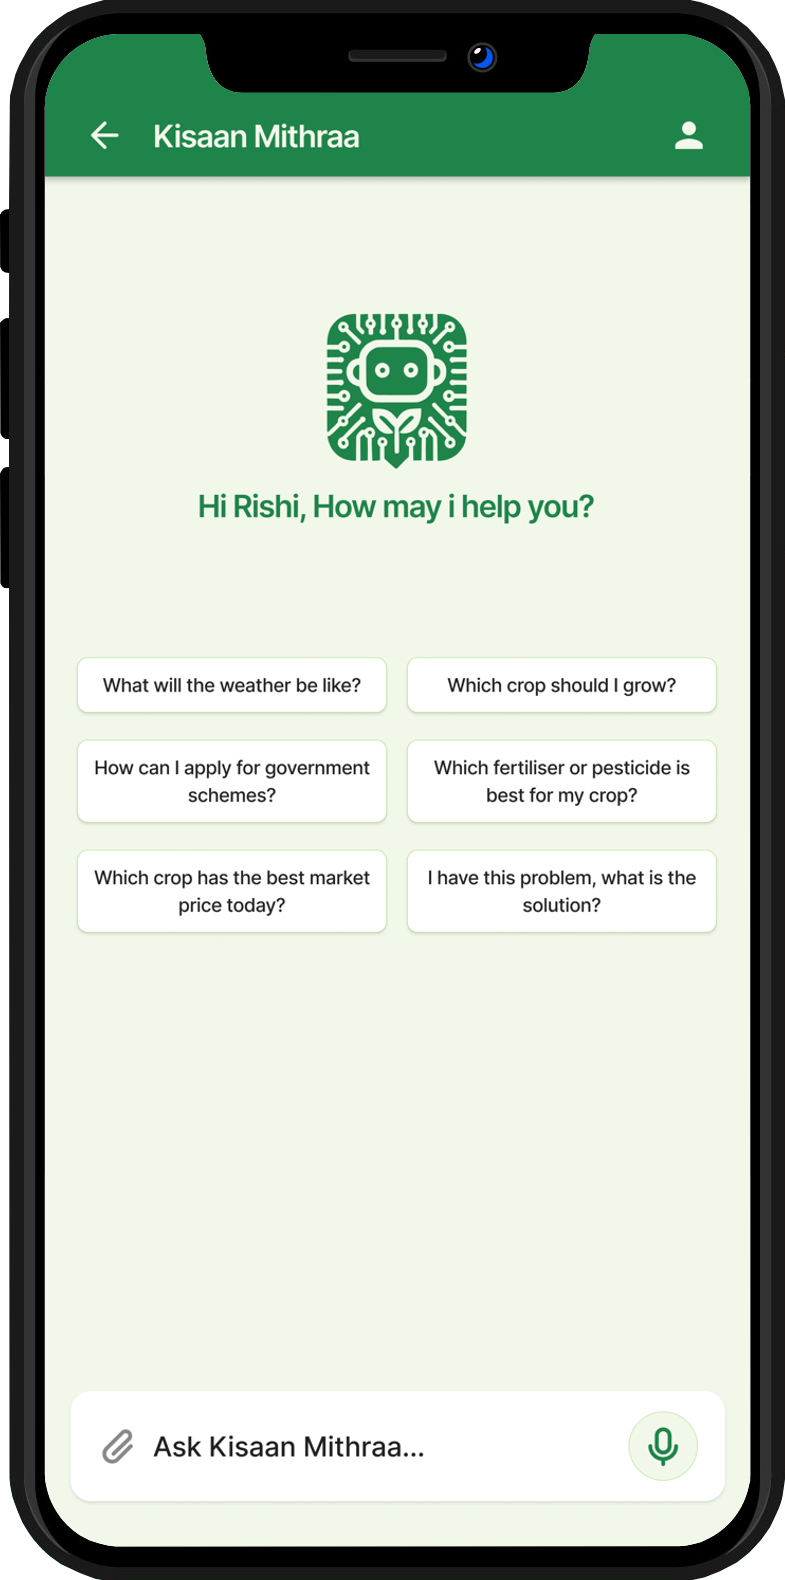 Kisaan Mithraa
Hi Rishi, How may i help you?
What will the weather be like?
Which crop should I grow?
How can I apply for government
schemes?
Which fertiliser or pesticide is
best for my crop?
Which crop has the best market
price today?
I have this problem, what is the
solution?
Ask Kisaan Mithraa...